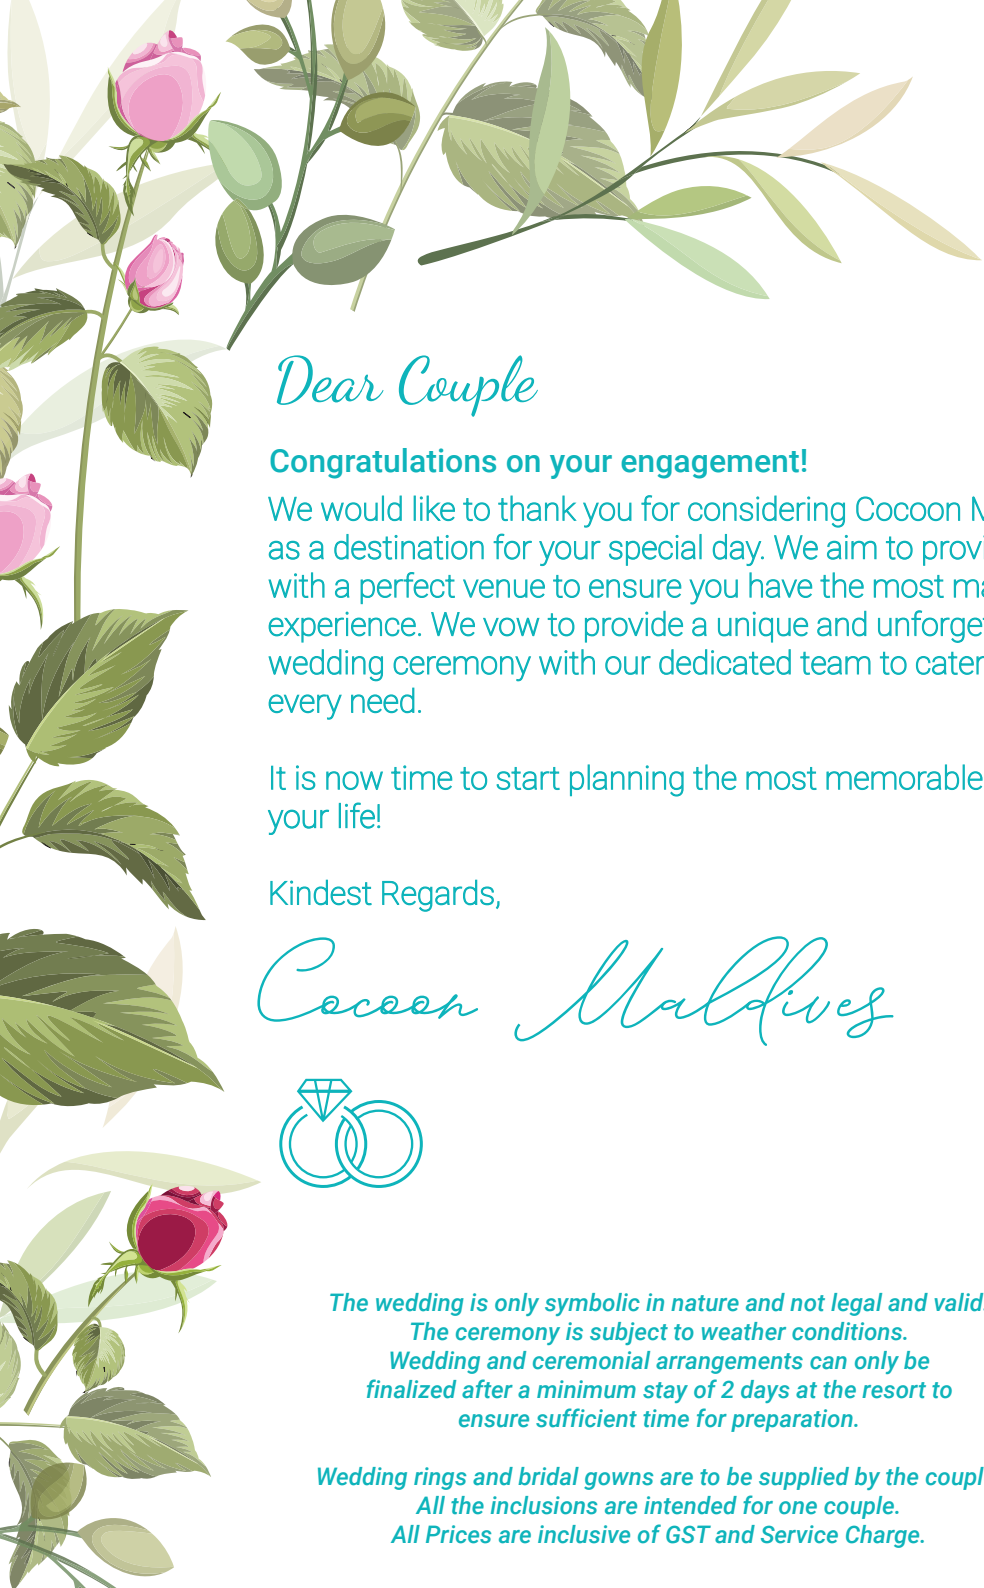 Dear Couple
Congratulations on your engagement!
We would like to thank you for considering Cocoon
as a destination for your special day. We aim to
with a perfect venue to ensure you have the most
experience. We vow to provide a unique and
wedding ceremony with our dedicated team to cater
every need.
It is now time to start planning the most memorable
your life!
Kindest Regards,
Cocoon Maldives
The wedding is only symbolic in nature and not legal and valid.
The ceremony is subject to weather conditions.
Wedding and ceremonial arrangements can only be
finalized after a minimum stay of 2 days at the resort to
ensure sufficient time for preparation.
Wedding rings and bridal gowns are to be supplied by the
All the inclusions are intended for one couple.
All Prices are inclusive of GST and Service Charge.